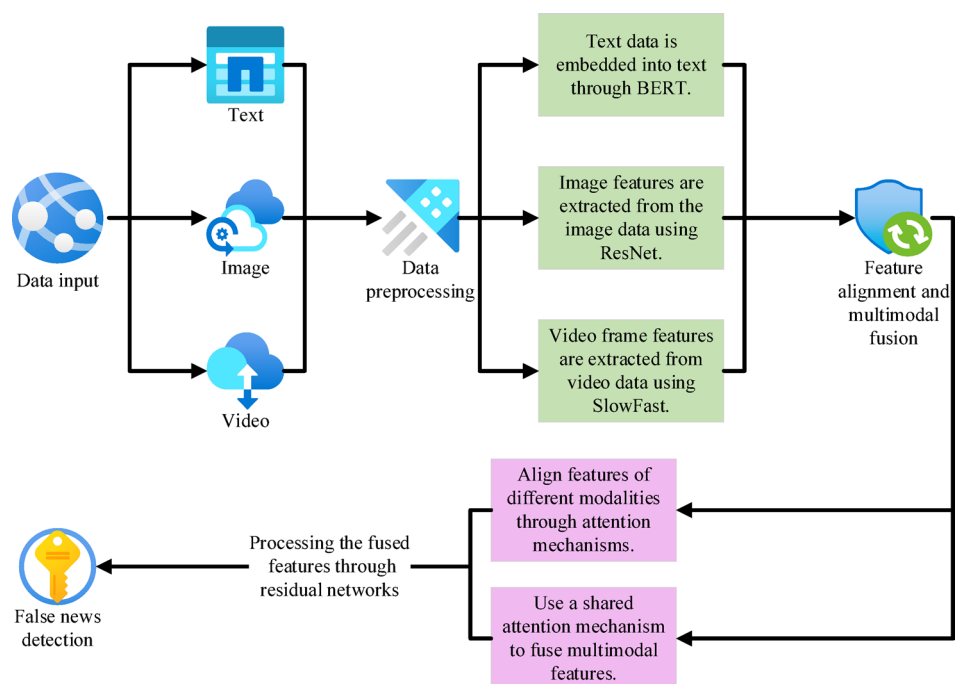 Text
Image
Video
Data input
Data
preprocessing
Text data is
embedded into text
through BERT.
Image features are
extracted from the
image data using
ResNet.
Video frame features
are extracted from
video data using
SlowFast.
Feature
alignment and
multimodal
fusion
Align features of
different modalities
through attention
mechanisms.
Use a shared
attention mechanism
to fuse multimodal
features.
Processing the fused
features through
residual networks
False news
detection